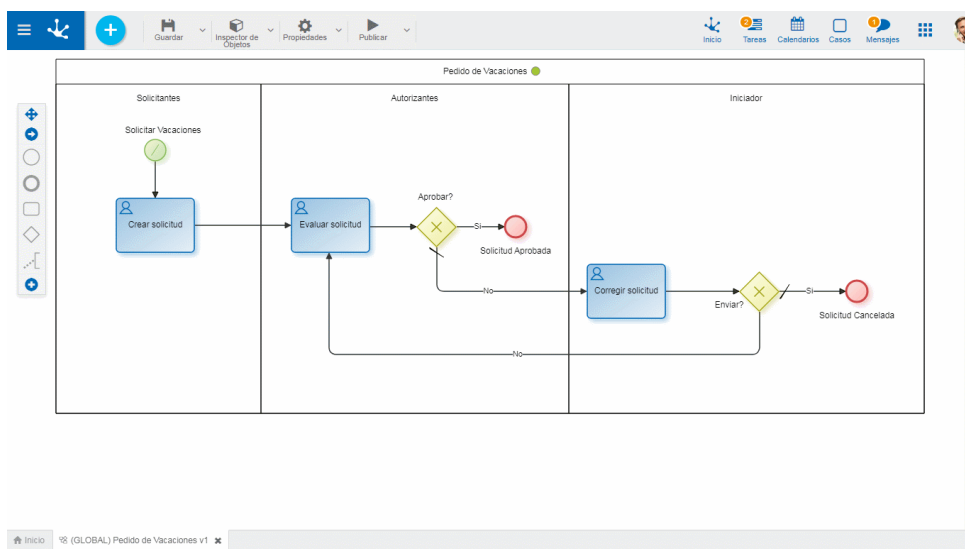 Guardar
Inspector de
Objetos
Propiedades
Publicar
Inicio
2
Tareas
Calendarios
Casos
1
Mensajes
Pedido de Vacaciones
Solicitantes
Autorizantes
Iniciador
Solicitar Vacaciones
Crear solicitud
Evaluar solicitud
Aprobar?
Si
Solicitud Aprobada
No
Corregir solicitud
Enviar?
Si
Solicitud Cancelada
No
Inicio
(GLOBAL) Pedido de Vacaciones v1